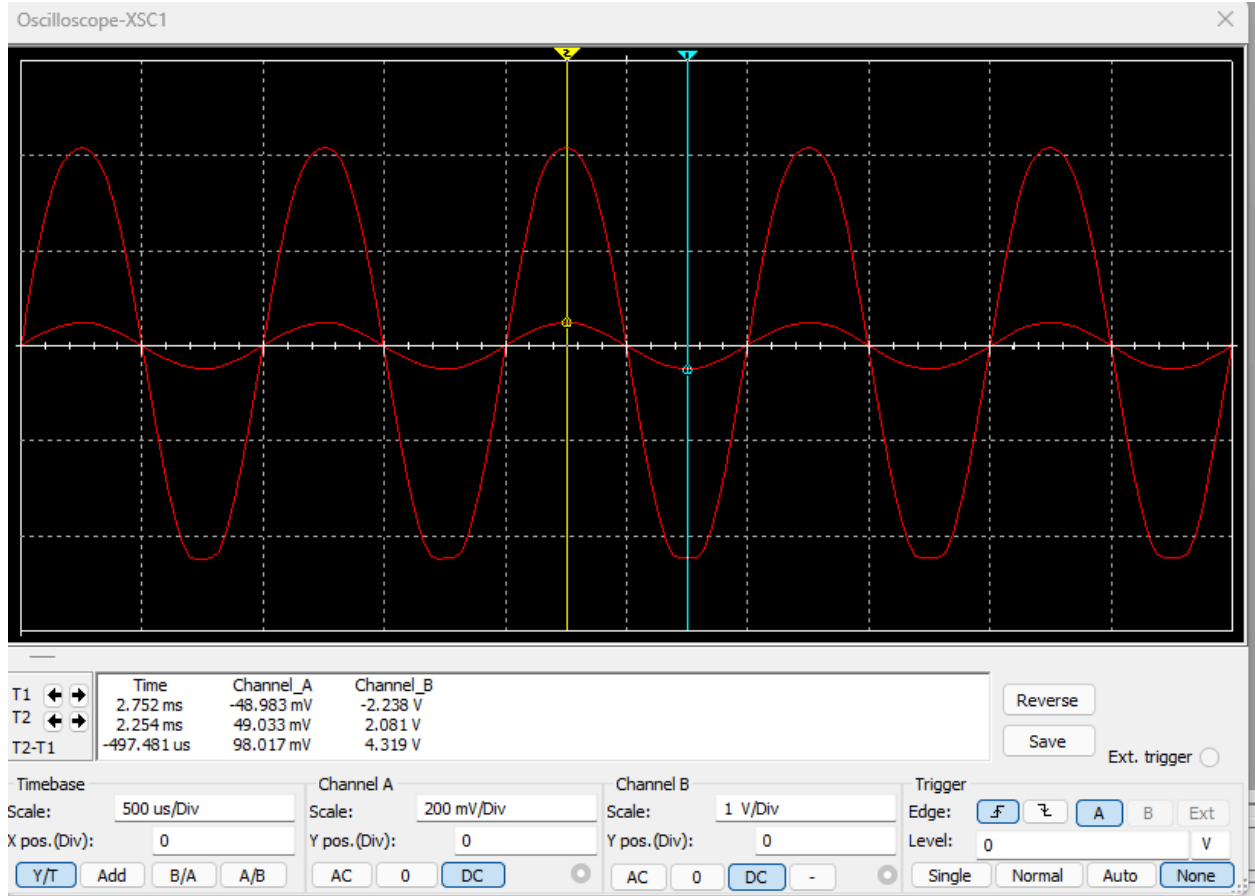 Oscilloscope-XSC1
2 1
Time Channel_A Channel_B
T1 2.752 ms -48.983 mV -2.238 V
T2 2.254 ms 49.033 mV 2.081 V
T2-T1 -497.481 us 98.017 mV 4.319 V
Reverse
Save
Ext. trigger
Timebase
Scale: 500 us/Div
X pos.(Div): 0
Y/T Add B/A A/B
Channel A
Scale: 200 mV/Div
Y pos.(Div): 0
AC 0 DC
Channel B
Scale: 1 V/Div
Y pos.(Div): 0
AC 0 DC -
Trigger
Edge: A B Ext
Level: 0 V
Single Normal Auto None